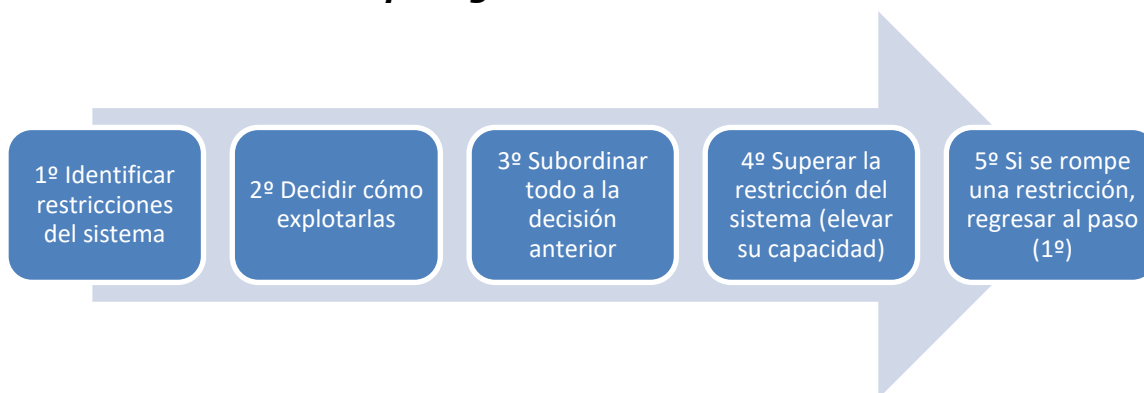 1º Identificar
restricciones
del sistema
2º Decidir cómo
explotarlas
3º Subordinar
todo a la
decisión
anterior
4º Superar la
restricción del
sistema (elevar
su capacidad)
5º Si se rompe
una restricción,
regresar al paso
(1º)